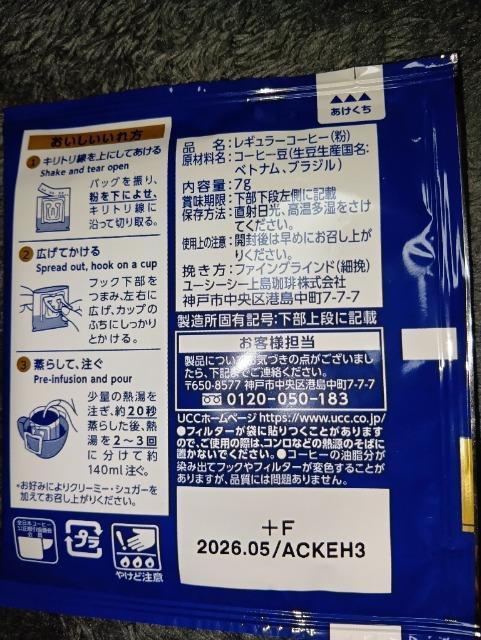 あけくち
おいしいいれ方
1 キリトリ線を上にしてあける
Shake and tear open
バッグを振り、
粉を下によせ、
キリトリ線に
沿って切り取る。
2 広げてかける
Spread out, hook on a cup
フック下部を
つまみ、左右に
広げ、カップの
ふちにしっかり
とかける。
3 蒸らして、注ぐ
Pre-infusion and pour
少量の熱湯を
注ぎ、約20秒
蒸らした後、熱
湯を2〜3回
に分けて約
140ml注ぐ。
*お好みによりクリーミー・シュガーを
加えてお召し上がりください。
全日本コーヒー
公正取引協議会
会員
プラ
やけど注意
品名:レギュラーコーヒー(粉)
原材料名:コーヒー豆(生豆生産国名:
ベトナム、ブラジル)
内容量:7g
賞味期限:下部下段左側に記載
保存方法:直射日光、高温多湿をさけ
てください。
使用上の注意:開封後は早めにお召し上が
りください。
挽き方:ファイングラインド(細挽)
ユーシーシー上島珈琲株式会社
神戸市中央区港島中町7-7-7
製造所固有記号:下部上段に記載
お客様担当
製品についてお気づきの点がございまし
たら、下記までご連絡ください。
〒650-8577 神戸市中央区港島中町7-7-7
0120-050-183
UCCホームページ https://www.ucc.co.jp/
●フィルターが袋に貼りつくことがあります
ので、ご使用の際は、コンロなどの熱源のそばに
置かないでください。●コーヒーの油脂分が
染み出てフックやフィルターが変色することが
ありますが、品質には問題ありません。
+F
2026.05/ACKEH3